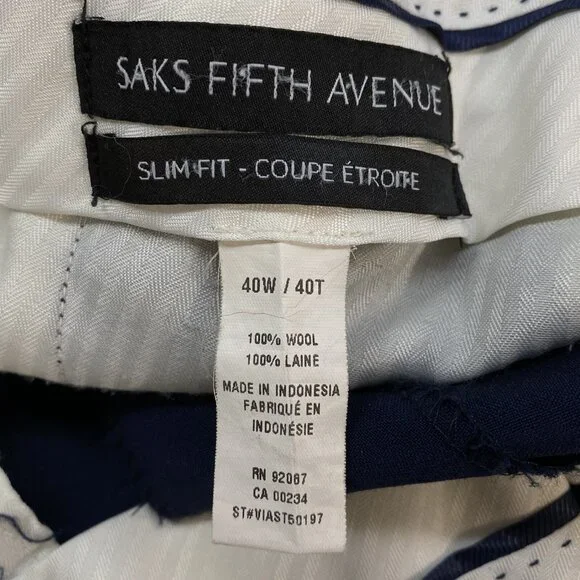 SAKS FIFTH AVENUE
SLIM FIT - COUPE ÉTROITE
40W / 40T
100% WOOL
100% LAINE
MADE IN INDONESIA
FABRIQUÉ EN
INDONÉSIE
RN 92067
CA 00234
ST#VIAST50197